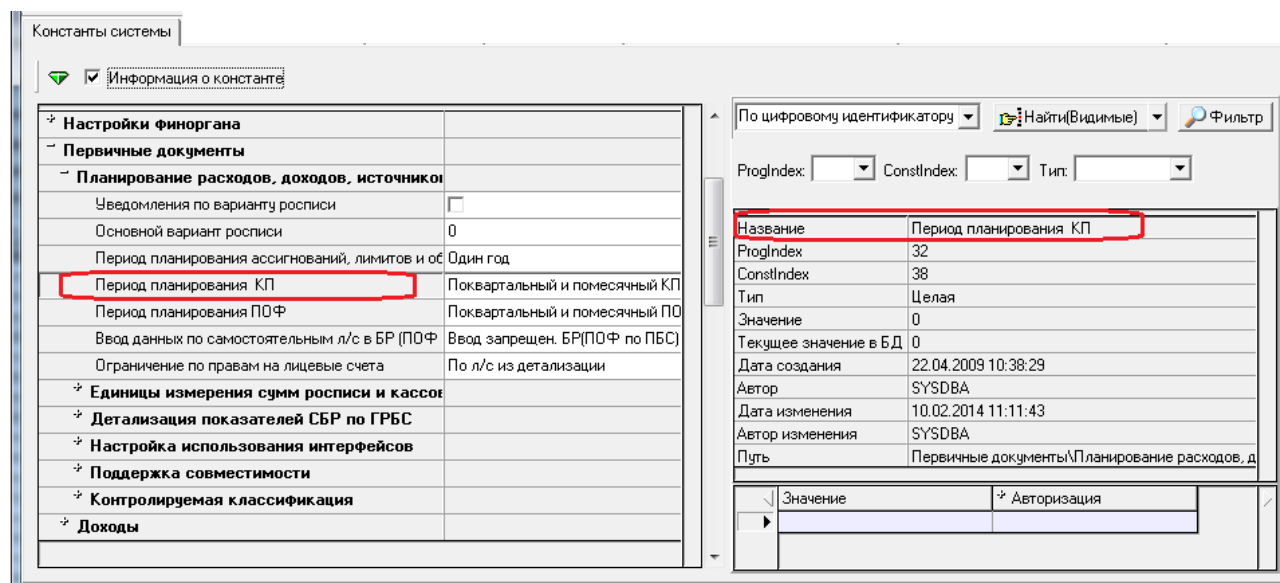 Константы системы
Информация о константе
Настройки финоргана
Первичные документы
Планирование расходов, доходов, источников
Уведомления по варианту росписи
Основной вариант росписи 0
Период планирования ассигнований, лимитов и об Один год
Период планирования КП Поквартальный и помесячный КП
Период планирования ПОФ Поквартальный и помесячный ПО
Ввод данных по самостоятельным л/с в БР (ПОФ Ввод запрещен. БР(ПОФ по ПБС)
Ограничение по правам на лицевые счета По л/с из детализации
Единицы измерения сумм росписи и кассов
Детализация показателей СБР по ГРБС
Настройка использования интерфейсов
Поддержка совместимости
Контролируемая классификация
Доходы
По цифровому идентификатору Найти(Видимые) Фильтр
ProgIndex: ConstIndex: Тип:
Название Период планирования КП
ProgIndex 32
ConstIndex 38
Тип Целая
Значение 0
Текущее значение в БД 0
Дата создания 22.04.2009 10:38:29
Автор SYSDBA
Дата изменения 10.02.2014 11:11:43
Автор изменения SYSDBA
Путь Первичные документы\Планирование расходов, д
Значение Авторизация